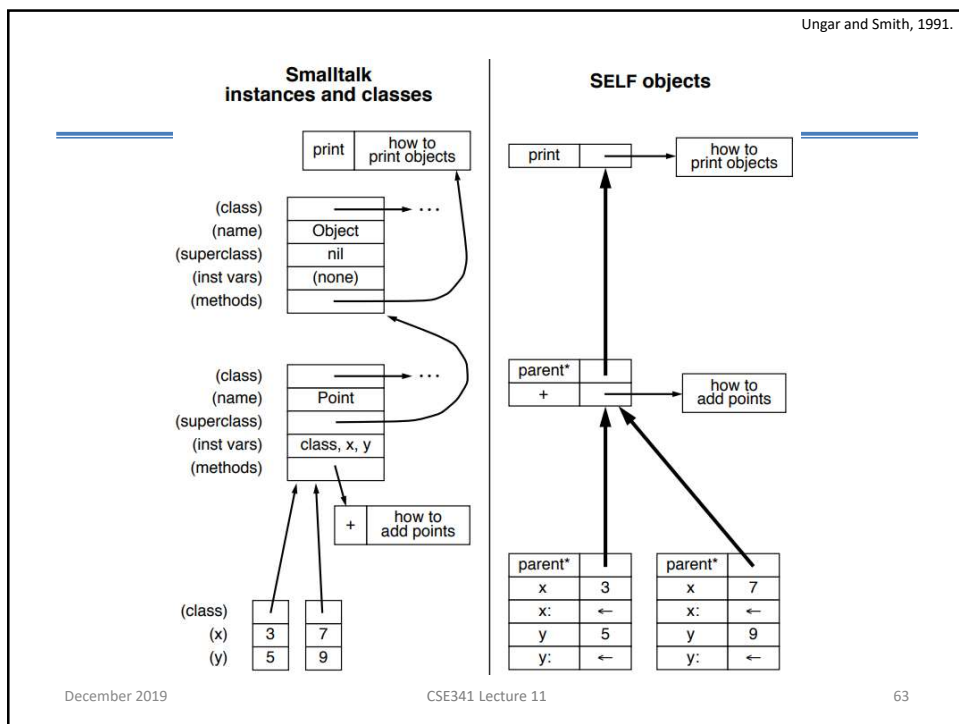 Ungar and Smith, 1991.
Smalltalk
instances and classes
print
how to
print objects
(class)
...
(name)
Object
(superclass)
nil
(inst vars)
(none)
(methods)
(class)
...
(name)
Point
(superclass)
(inst vars)
class, x, y
(methods)
+
how to
add points
(class)
(x)
3
7
(y)
5
9
SELF objects
print
how to
print objects
parent*
+
how to
add points
parent*
x
3
x:
←
y
5
y:
←
parent*
x
7
x:
←
y
9
y:
←
December 2019
CSE341 Lecture 11
63